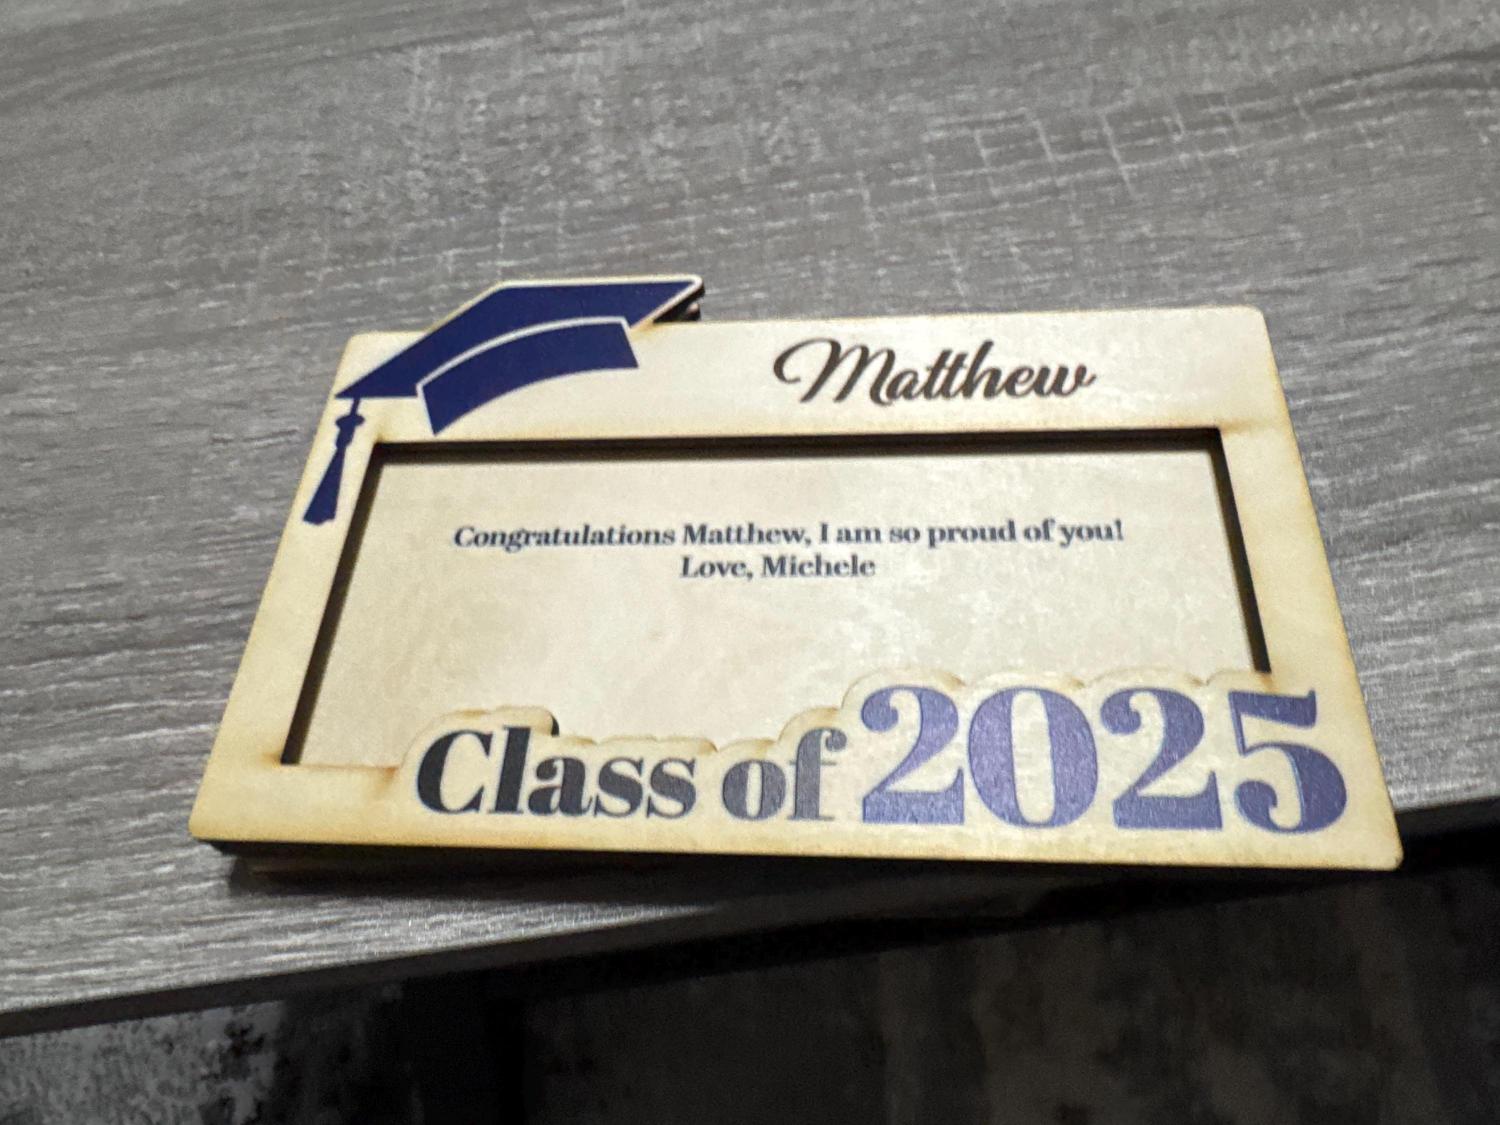 Matthew
Congratulations Matthew, I am so proud of you!
Love, Michele
Class of 2025